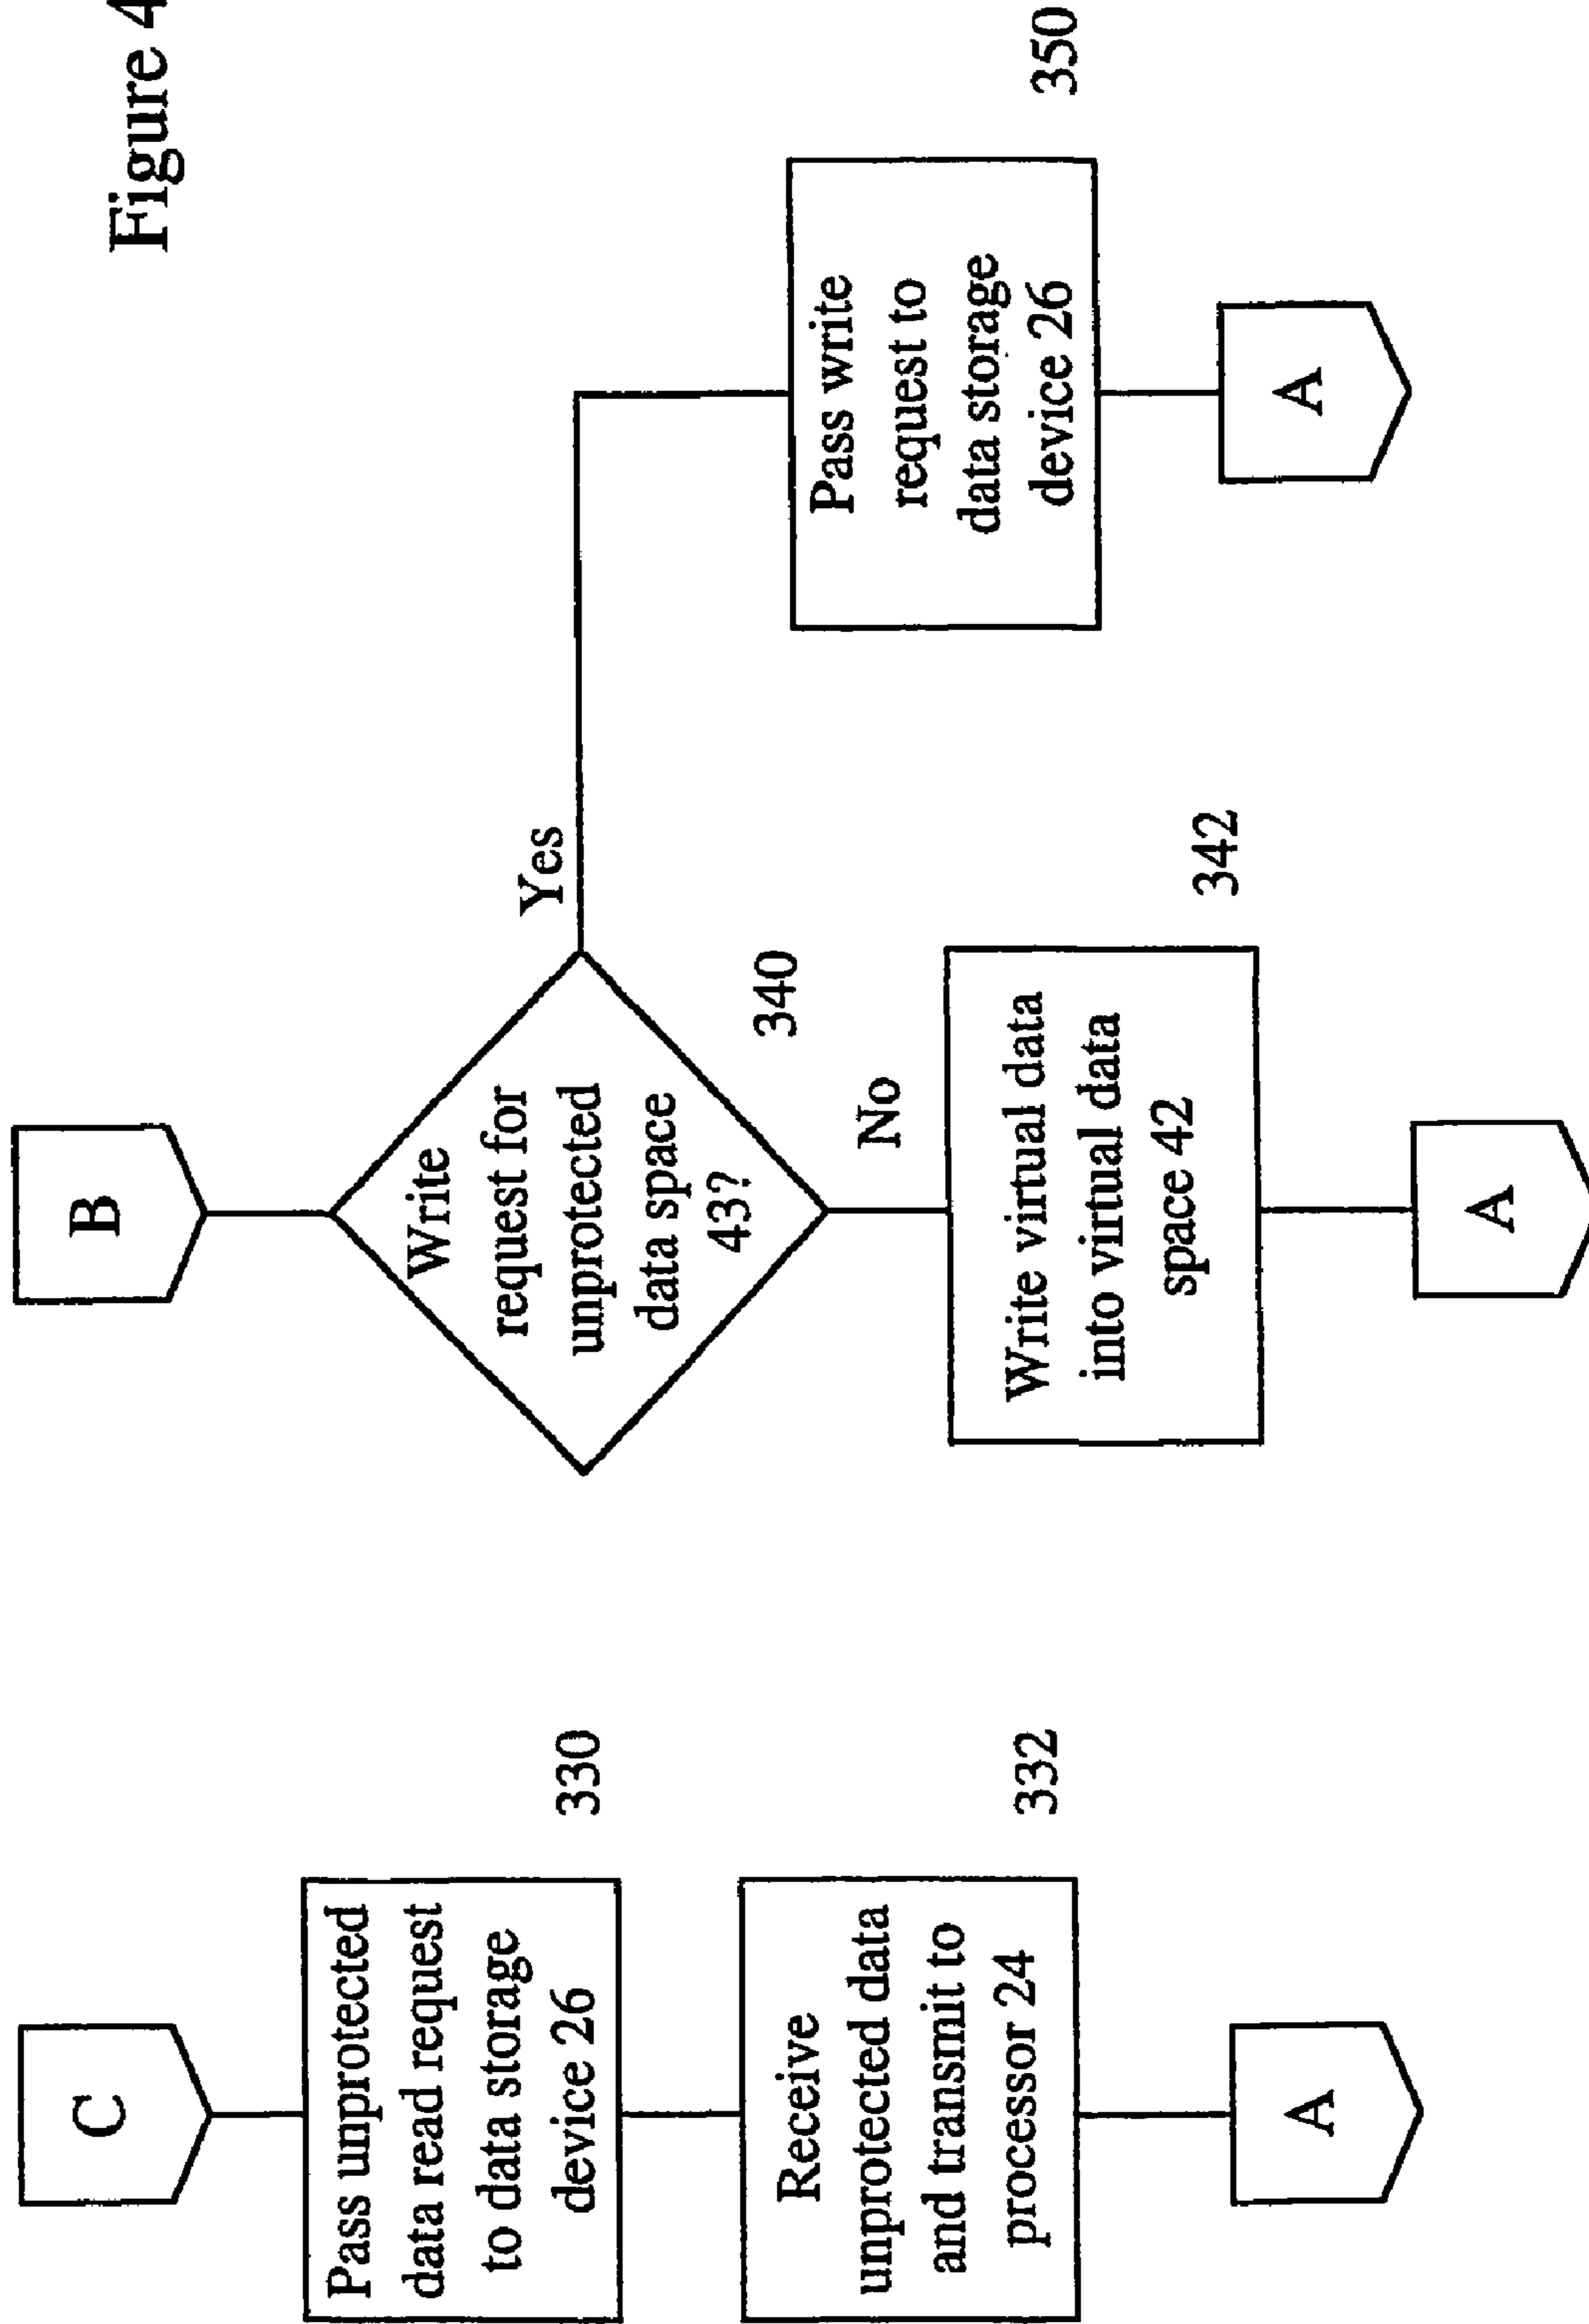 Figure 4
C
Pass unprotected
data read request
to data storage
device 26
330
Receive
unprotected data
and transmit to
processor 24
332
A
B
Write
request for
unprotected
data space
43?
340
Yes
No
Write virtual data
into virtual data
space 42
342
A
Pass write
request to
data storage
device 26
350
A